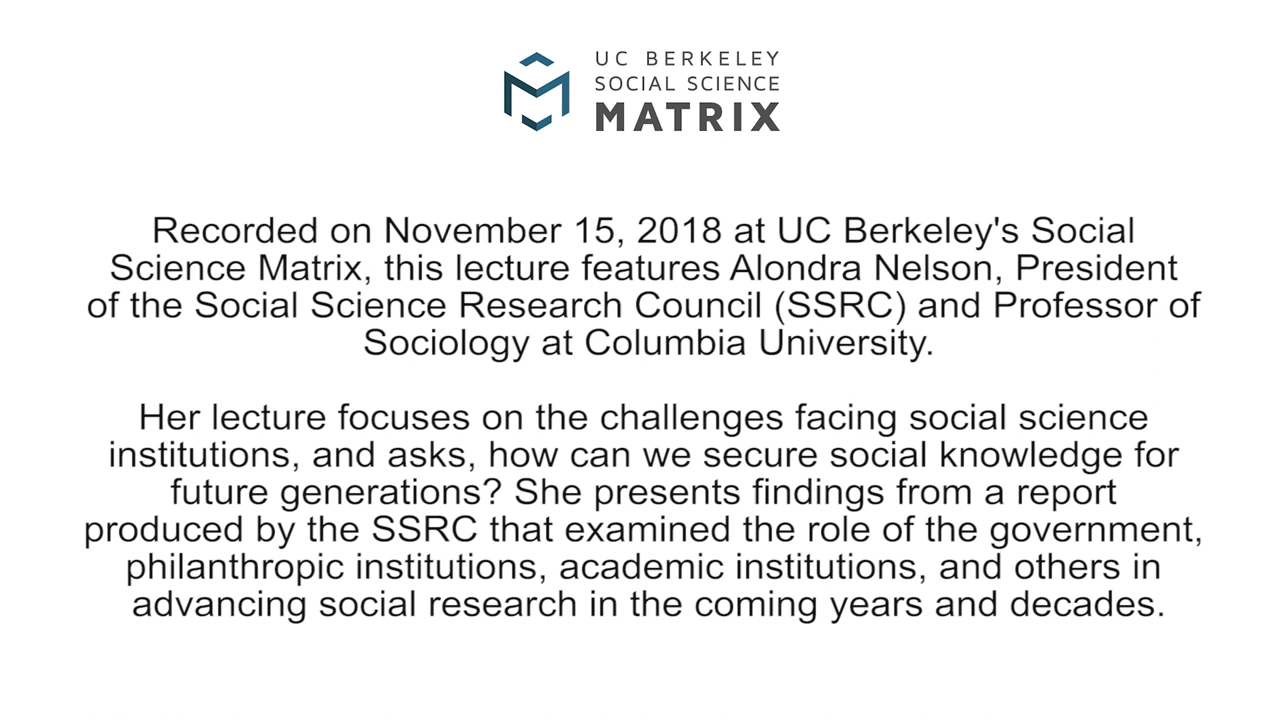 UC BERKELEY
SOCIAL SCIENCE
MATRIX
Recorded on November 15, 2018 at UC Berkeley's Social
Science Matrix, this lecture features Alondra Nelson, President
of the Social Science Research Council (SSRC) and Professor of
Sociology at Columbia University.
Her lecture focuses on the challenges facing social science
institutions, and asks, how can we secure social knowledge for
future generations? She presents findings from a report
produced by the SSRC that examined the role of the government,
philanthropic institutions, academic institutions, and others in
advancing social research in the coming years and decades.